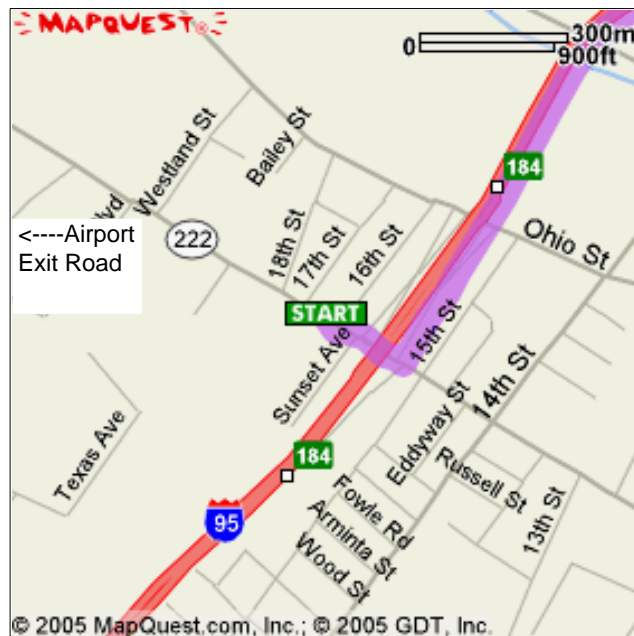 MAPQUEST®
0
300m
900ft
Westland St
Bailey St
184
lvd
222
18th St
17th St
16th St
Ohio St
<----Airport
Exit Road
START
Sunset Ave
15th St
14th St
Texas Ave
184
Eddyway St
Russell St
13th St
95
Fowle Rd
Arminta St
Wood St
© 2005 MapQuest.com, Inc.; © 2005 GDT, Inc.